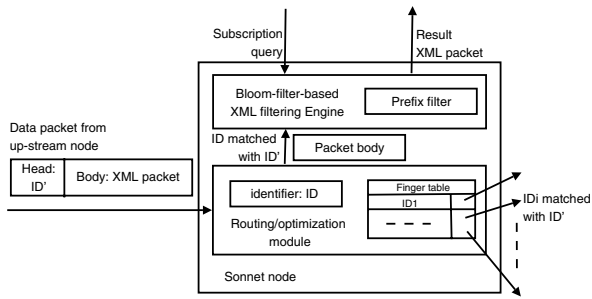 Subscription
query
Result
XML packet
Bloom-filter-based
XML filtering Engine
Prefix filter
Data packet from
up-stream node
ID matched
with ID'
Packet body
Head:
ID'
Body: XML packet
identifier: ID
Finger table
ID1
Routing/optimization
module
IDi matched
with ID'
Sonnet node